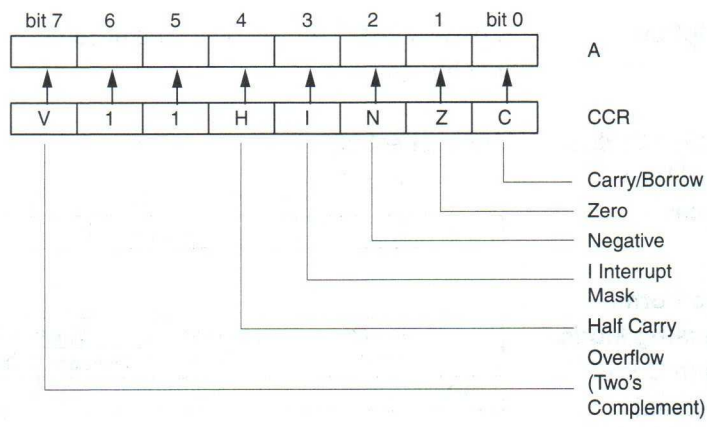 bit 7 6 5 4 3 2 1 bit 0
A
V 1 1 H I N Z C
CCR
Carry/Borrow
Zero
Negative
I Interrupt
Mask
Half Carry
Overflow
(Two's
Complement)